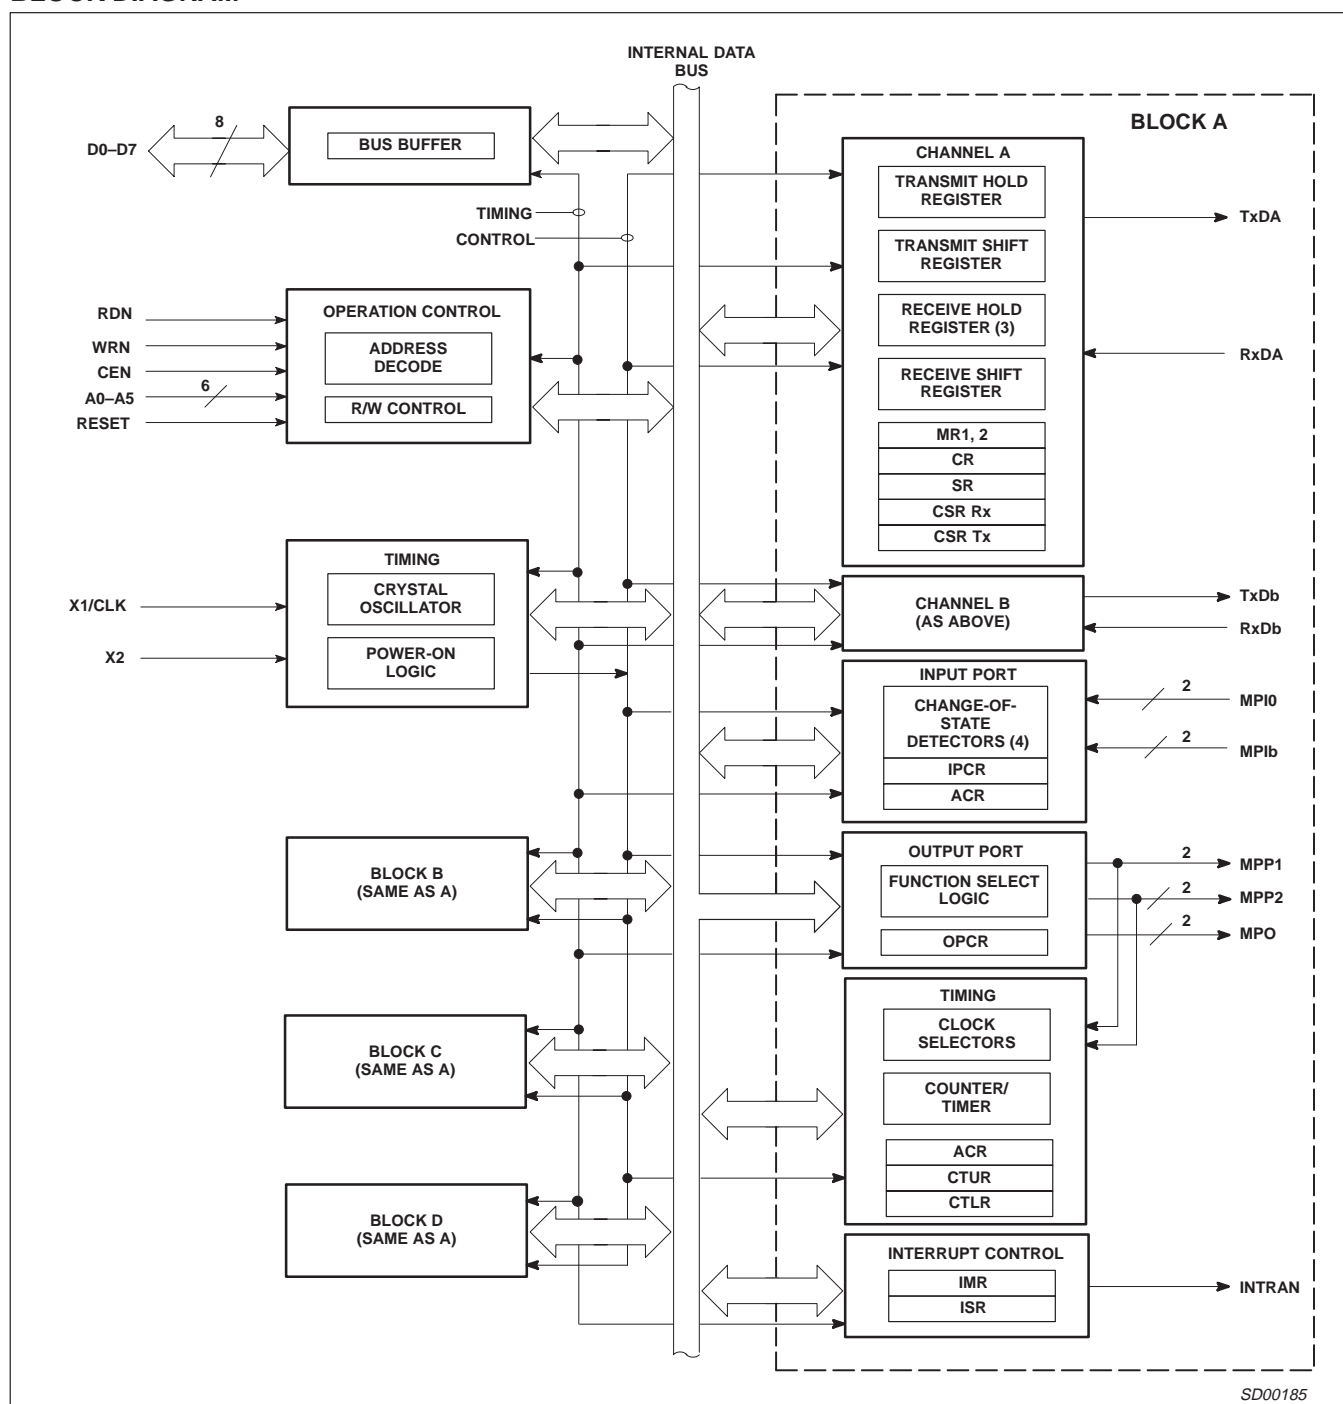 BLOCK DIAGRAM
INTERNAL DATA
BUS
D0–D7
8
BUS BUFFER
TIMING
CONTROL
RDN
WRN
CEN
A0–A5
6
RESET
OPERATION CONTROL
ADDRESS
DECODE
R/W CONTROL
X1/CLK
X2
TIMING
CRYSTAL
OSCILLATOR
POWER-ON
LOGIC
BLOCK B
(SAME AS A)
BLOCK C
(SAME AS A)
BLOCK D
(SAME AS A)
BLOCK A
CHANNEL A
TRANSMIT HOLD
REGISTER
TRANSMIT SHIFT
REGISTER
RECEIVE HOLD
REGISTER (3)
RECEIVE SHIFT
REGISTER
MR1, 2
CR
SR
CSR Rx
CSR Tx
TxDA
RxDA
CHANNEL B
(AS ABOVE)
TxDb
RxDb
INPUT PORT
CHANGE-OF-
STATE
DETECTORS (4)
IPCR
ACR
2
MPI0
2
MPIb
OUTPUT PORT
FUNCTION SELECT
LOGIC
OPCR
2
MPP1
2
MPP2
2
MPO
TIMING
CLOCK
SELECTORS
COUNTER/
TIMER
ACR
CTUR
CTLR
INTERRUPT CONTROL
IMR
ISR
INTRAN
SD00185